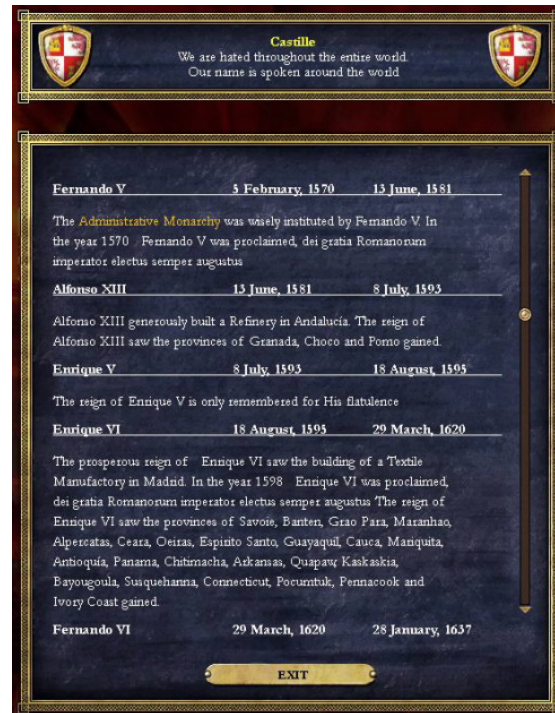 Castille
We are hated throughout the entire world.
Our name is spoken around the world
Fernando V 5 February, 1570 13 June, 1581
The Administrative Monarchy was wisely instituted by Fernando V. In
the year 1570 Fernando V was proclaimed, dei gratia Romanorum
imperator electus semper augustus
Alfonso XIII 13 June, 1581 8 July, 1593
Alfonso XIII generously built a Refinery in Andalucía. The reign of
Alfonso XIII saw the provinces of Granada, Choco and Pomo gained.
Enrique V 8 July, 1593 18 August, 1595
The reign of Enrique V is only remembered for His flatulence
Enrique VI 18 August, 1595 29 March, 1620
The prosperous reign of Enrique VI saw the building of a Textile
Manufactory in Madrid. In the year 1598 Enrique VI was proclaimed,
dei gratia Romanorum imperator electus semper augustus The reign of
Enrique VI saw the provinces of Savoie, Banten, Grao Para, Maranhao,
Alpercatas, Ceara, Oeiras, Espirito Santo, Guayaquil, Cauca, Mariquita,
Antioquía, Panama, Chitimacha, Arkansas, Quapaw, Kaskaskia,
Bayougoula, Susquehanna, Connecticut, Pocumtuk, Pennacook and
Ivory Coast gained.
Fernando VI 29 March, 1620 28 January, 1637
EXIT